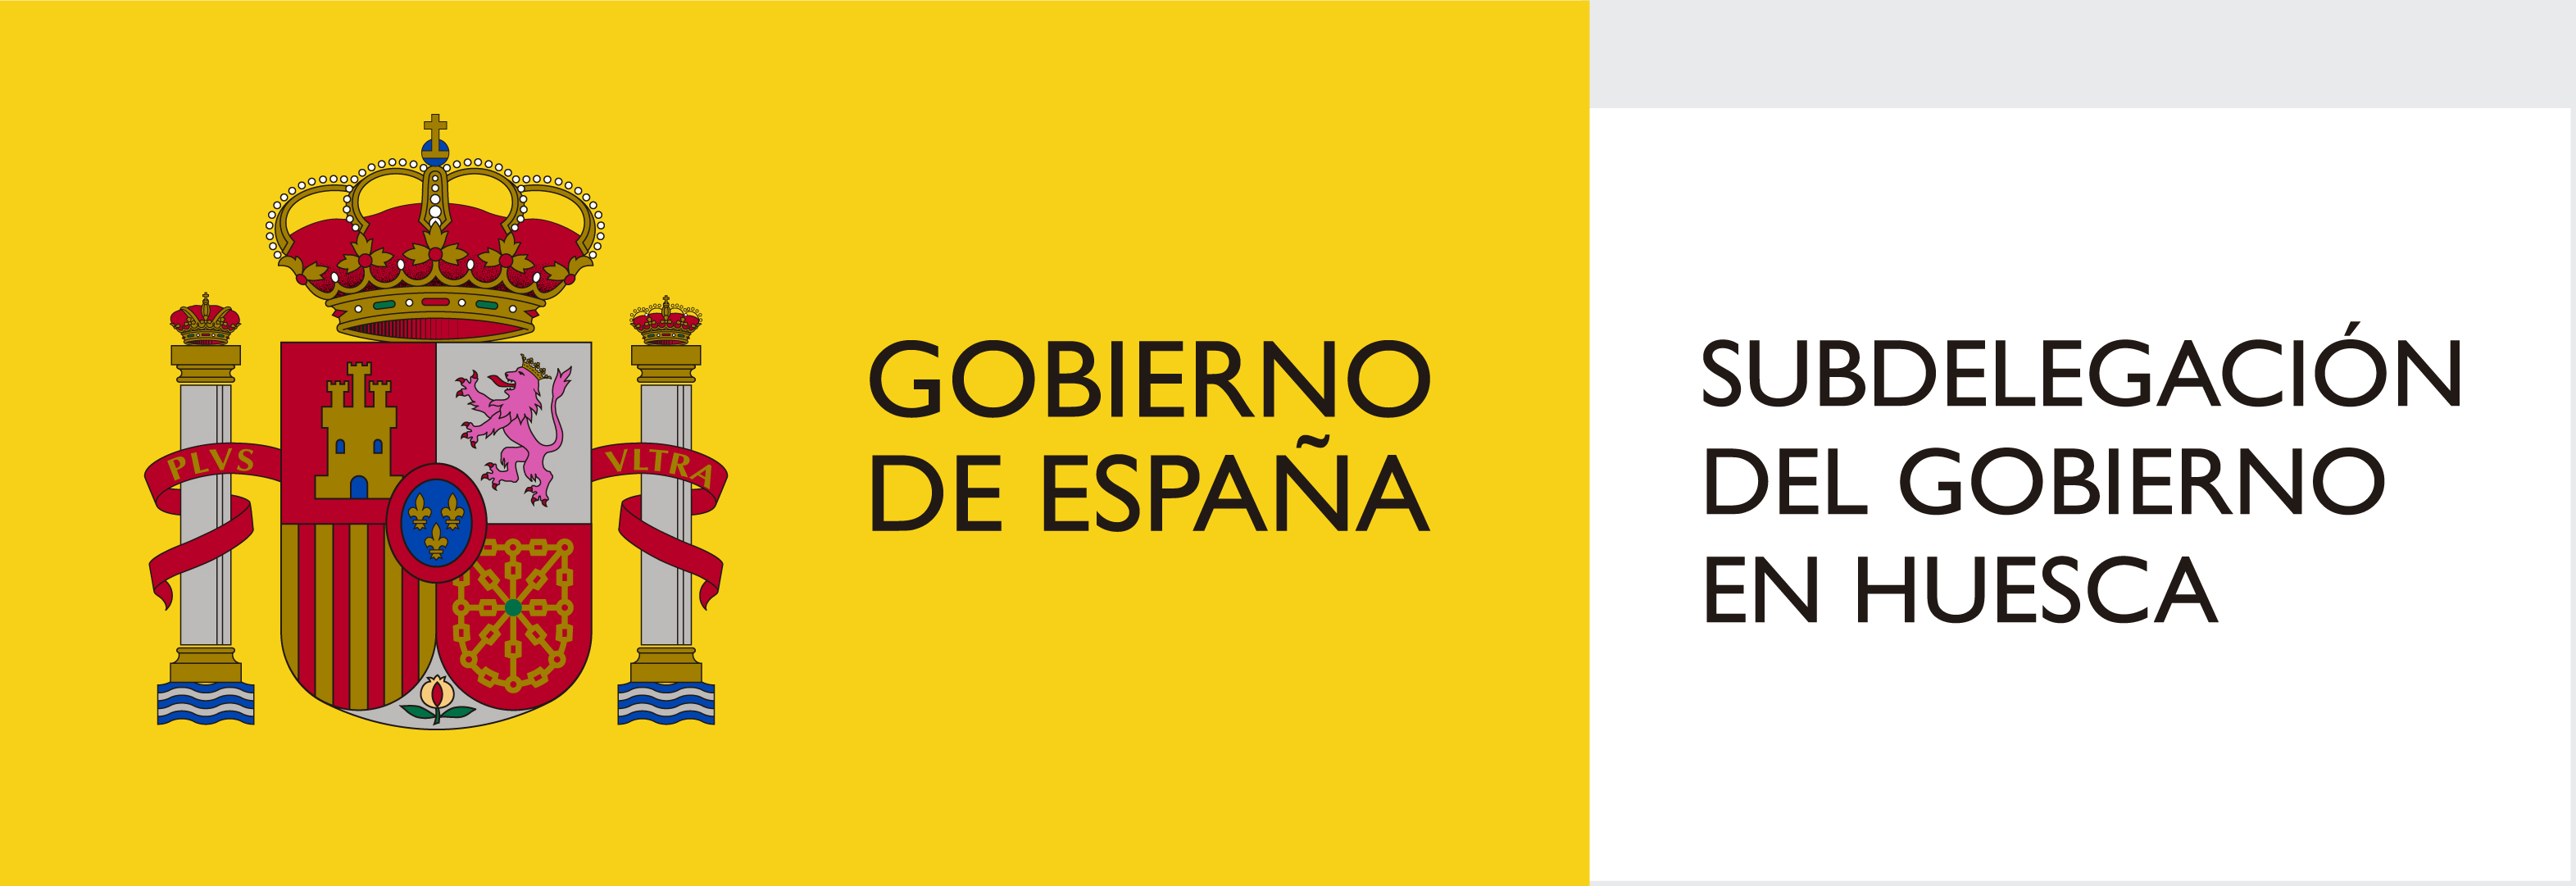 PLVS VLTRA
GOBIERNO
DE ESPAÑA
SUBDELEGACIÓN
DEL GOBIERNO
EN HUESCA